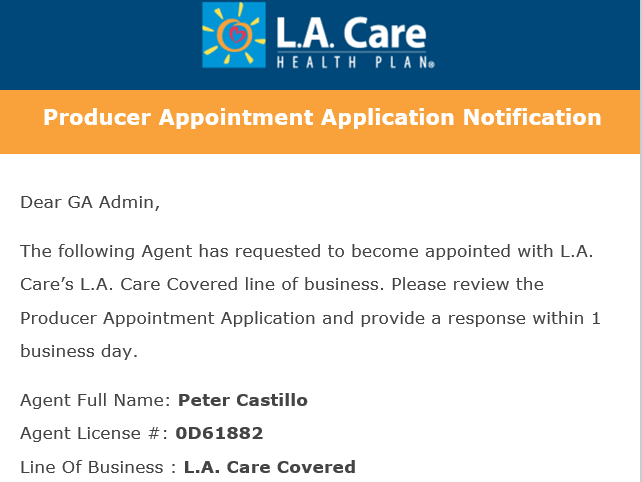 L.A. Care
HEALTH PLAN®
Producer Appointment Application Notification
Dear GA Admin,
The following Agent has requested to become appointed with L.A.
Care’s L.A. Care Covered line of business. Please review the
Producer Appointment Application and provide a response within 1
business day.
Agent Full Name: Peter Castillo
Agent License #: 0D61882
Line Of Business : L.A. Care Covered